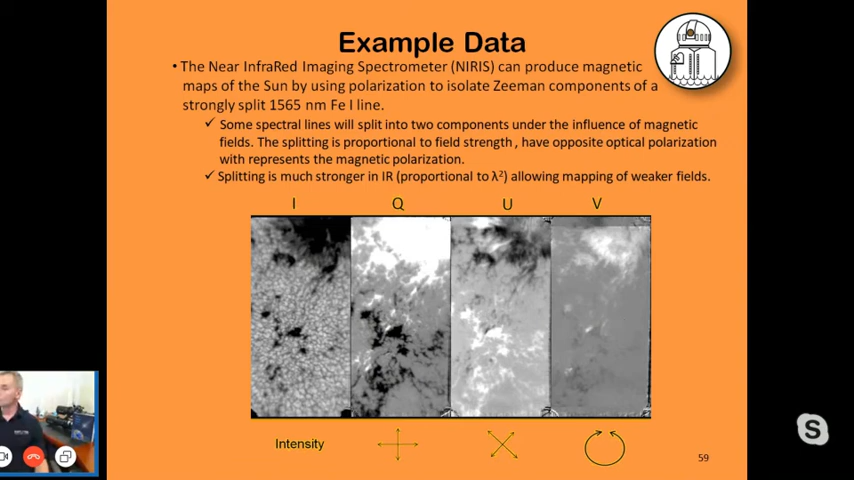 Example Data
• The Near InfraRed Imaging Spectrometer (NIRIS) can produce magnetic
maps of the Sun by using polarization to isolate Zeeman components of a
strongly split 1565 nm Fe I line.
✓ Some spectral lines will split into two components under the influence of magnetic
fields. The splitting is proportional to field strength , have opposite optical polarization
with represents the magnetic polarization.
✓ Splitting is much stronger in IR (proportional to λ²) allowing mapping of weaker fields.
I Q U V
Intensity
59